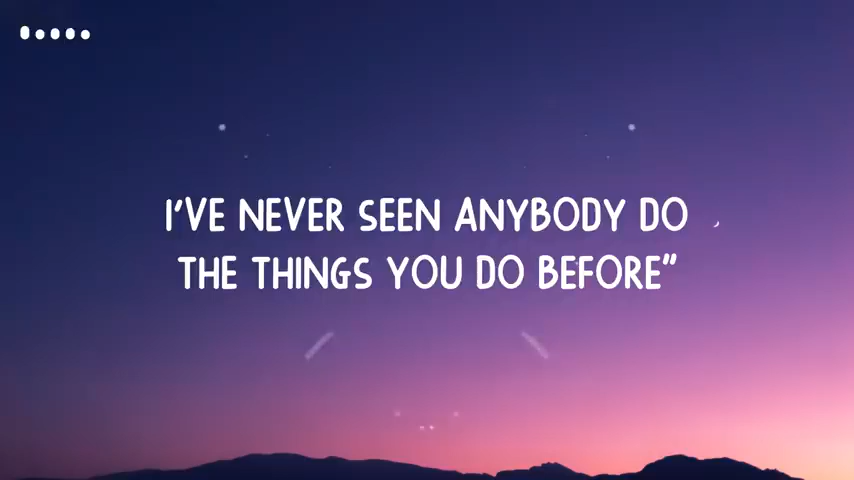 I'VE NEVER SEEN ANYBODY DO
THE THINGS YOU DO BEFORE"